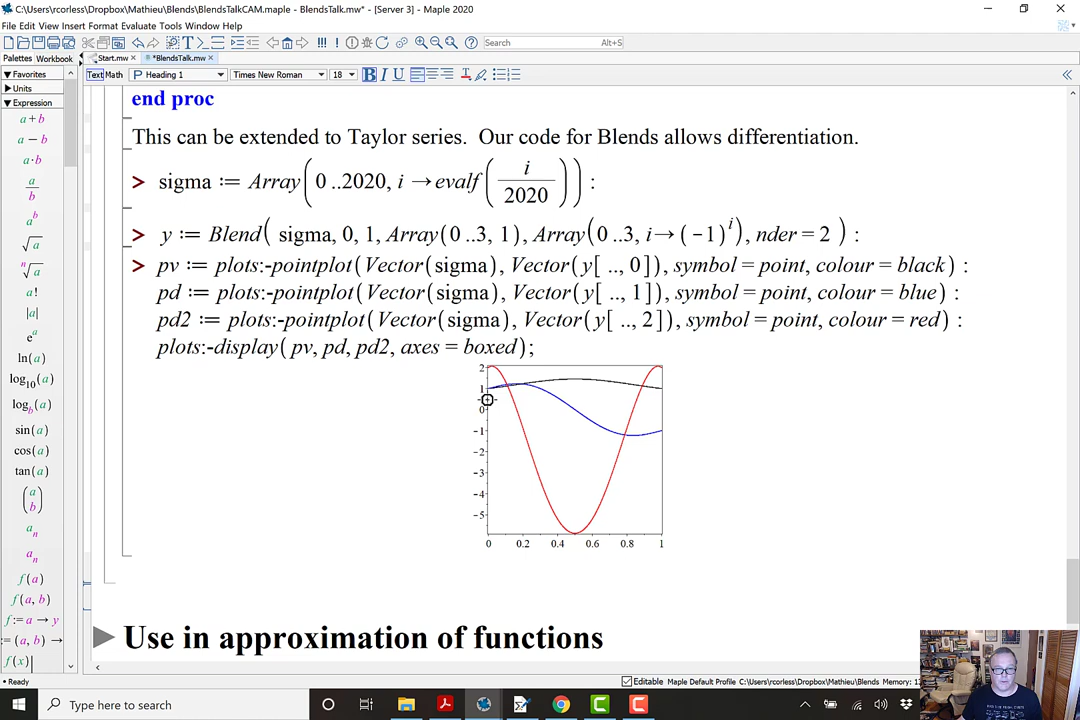 C:\Users\rcorless\Dropbox\Mathieu\Blends\BlendsTalkCAM.maple - BlendsTalk.mw* - [Server 3] - Maple 2020
File Edit View Insert Format Evaluate Tools Window Help
Search Alt+S
Palettes Workbook Start.mw *BlendsTalk.mw
Text Math P Heading 1 Times New Roman 18 B I U
Favorites
Units
Expression
a + b
a − b
a·b
a/b
a^b
√a
ⁿ√a
a!
|a|
e^a
ln(a)
log10(a)
log_b(a)
sin(a)
cos(a)
tan(a)
(a b)
a_n
a_n
f(a)
f(a, b)
f := a → y
:= (a, b) →
f(x)
end proc
This can be extended to Taylor series. Our code for Blends allows differentiation.
> sigma := Array(0 ..2020, i → evalf(i/2020)) :
> y := Blend( sigma, 0, 1, Array(0 ..3, 1), Array(0 ..3, i→ (−1)^i), nder = 2 ) :
> pv := plots:-pointplot(Vector(sigma), Vector(y[ .., 0]), symbol = point, colour = black) :
pd := plots:-pointplot(Vector(sigma), Vector(y[ .., 1]), symbol = point, colour = blue) :
pd2 := plots:-pointplot(Vector(sigma), Vector(y[ .., 2]), symbol = point, colour = red) :
plots:-display( pv, pd, pd2, axes = boxed);
2
1
0
−1
−2
−3
−4
−5
0 0.2 0.4 0.6 0.8 1
Use in approximation of functions
Ready
Editable Maple Default Profile C:\Users\rcorless\Dropbox\Mathieu\Blends Memory: 1
Type here to search